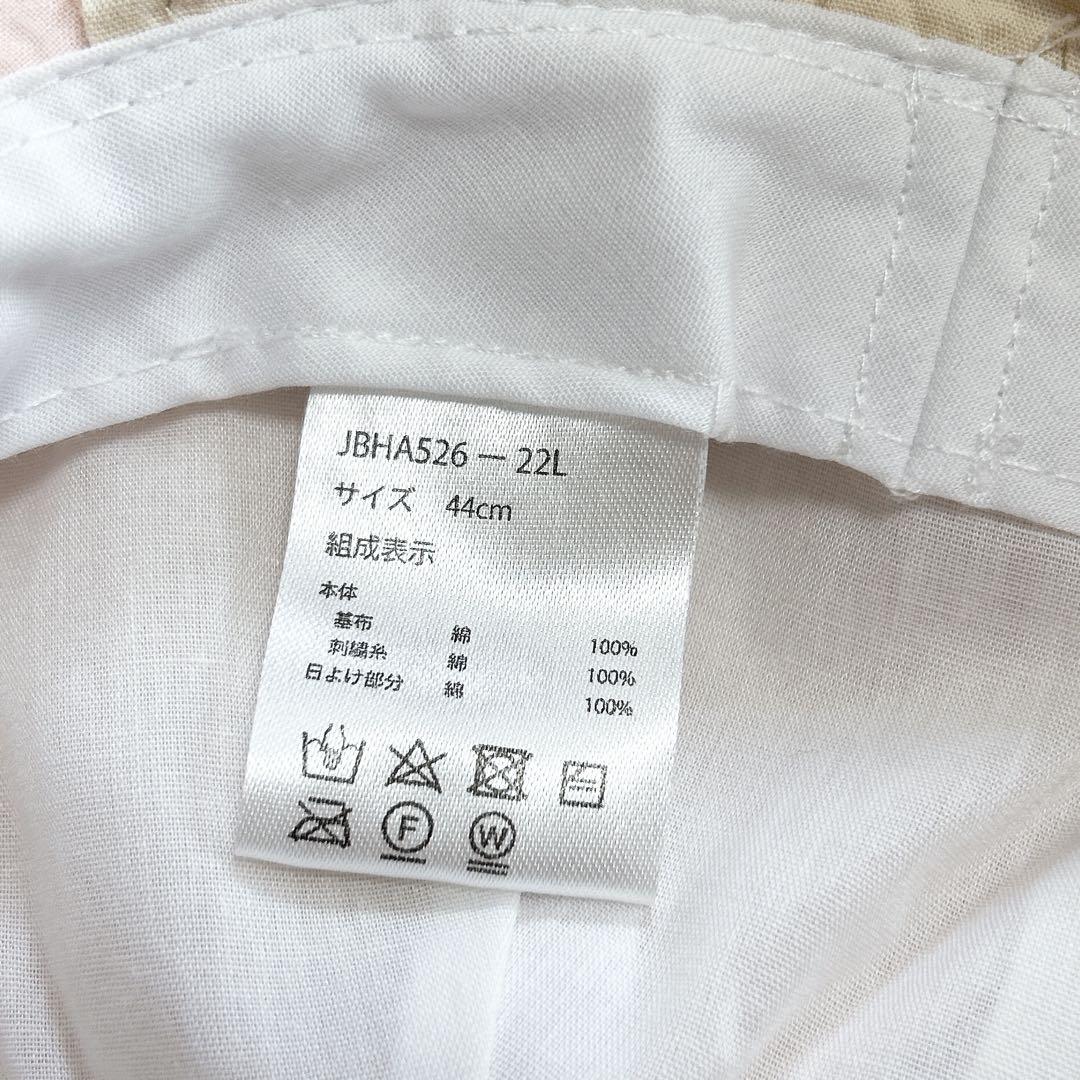 JBHA526 — 22L
サイズ 44cm
組成表示
本体
基布 綿 100%
刺繍糸 綿 100%
日よけ部分 綿 100%
F W